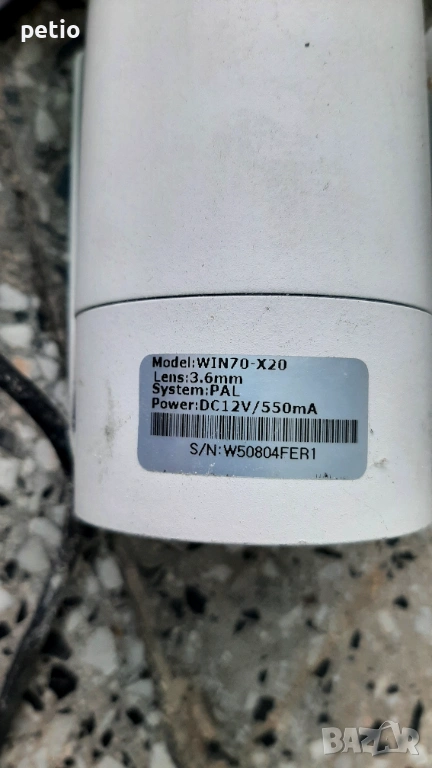 petio
Model:WIN70-X20
Lens:3.6mm
System:PAL
Power:DC12V/550mA
S/N:W50804FER1
BAZAR